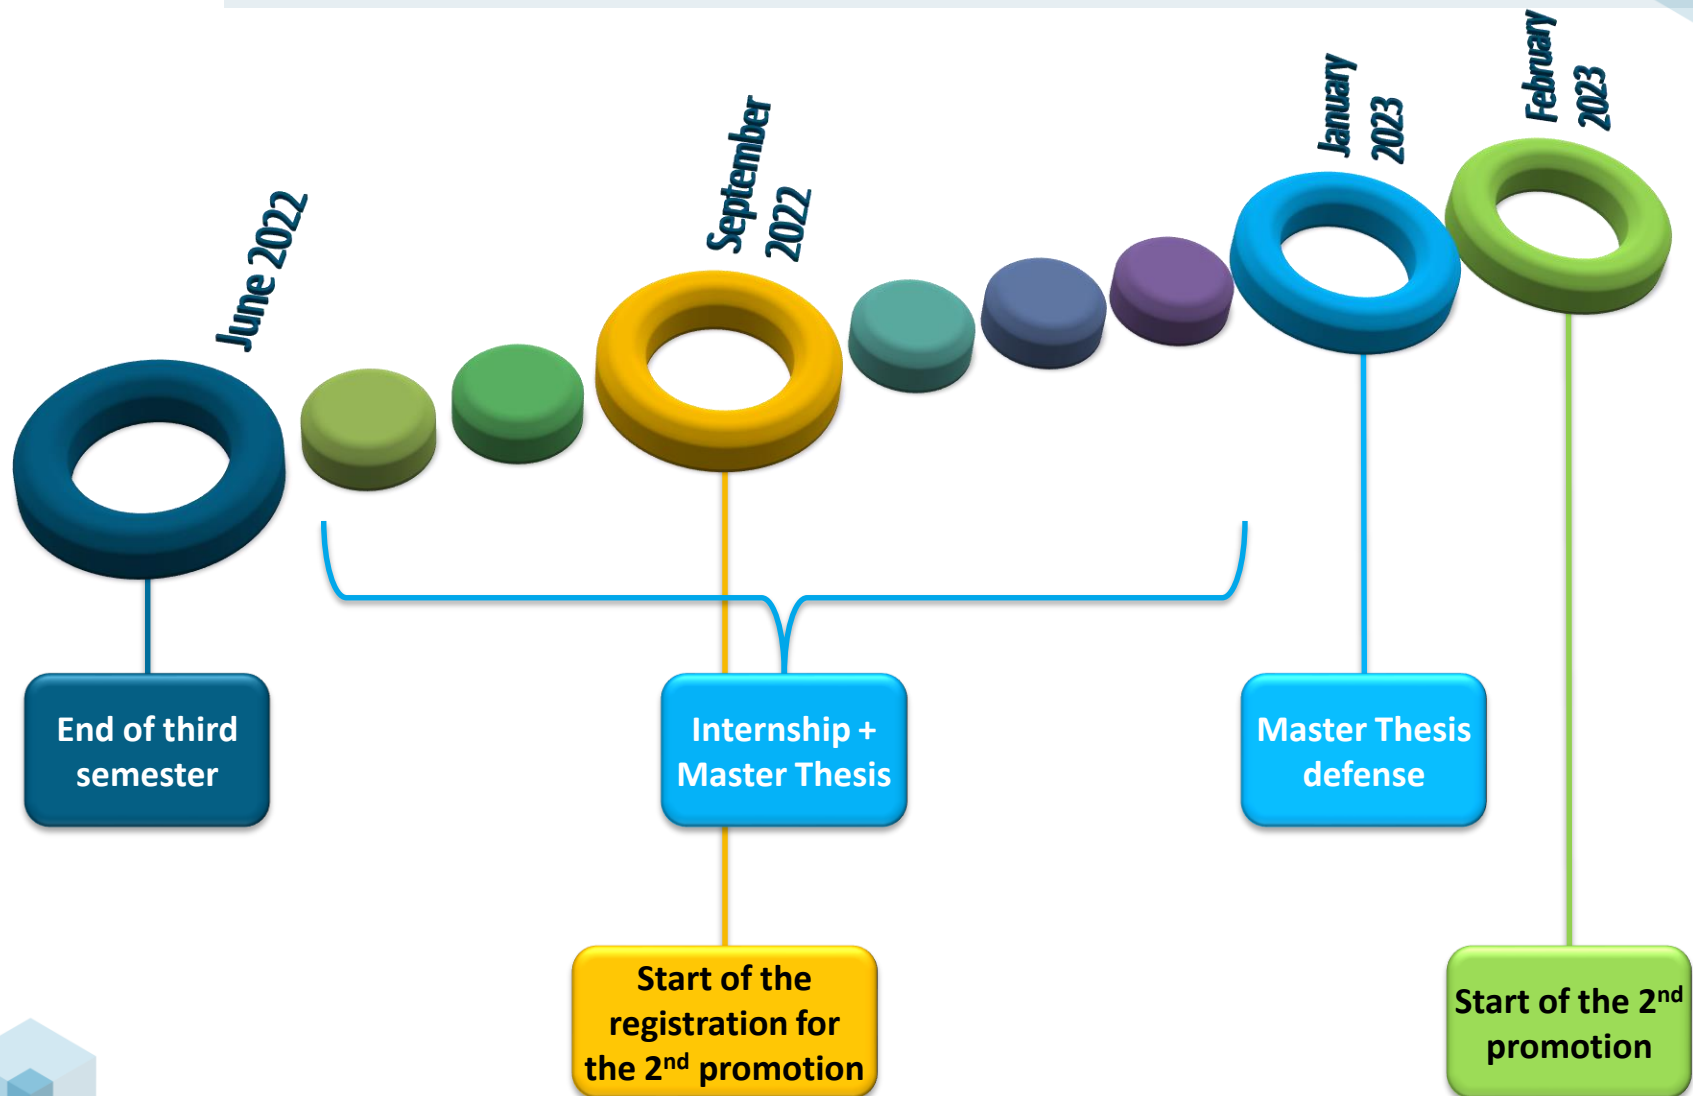 June 2022
September
2022
January
2023
February
2023
End of third
semester
Internship +
Master Thesis
Master Thesis
defense
Start of the
registration for
the 2nd promotion
Start of the 2nd
promotion